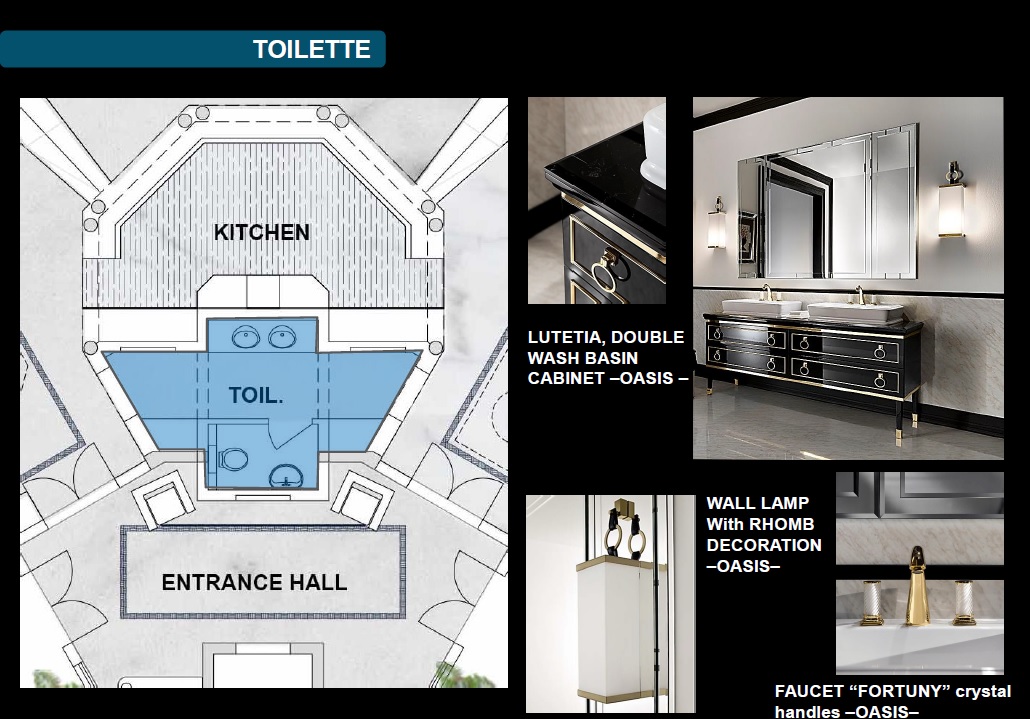 TOILETTE
KITCHEN
TOIL.
ENTRANCE HALL
LUTETIA, DOUBLE
WASH BASIN
CABINET –OASIS –
WALL LAMP
With RHOMB
DECORATION
–OASIS–
FAUCET “FORTUNY” crystal
handles –OASIS–